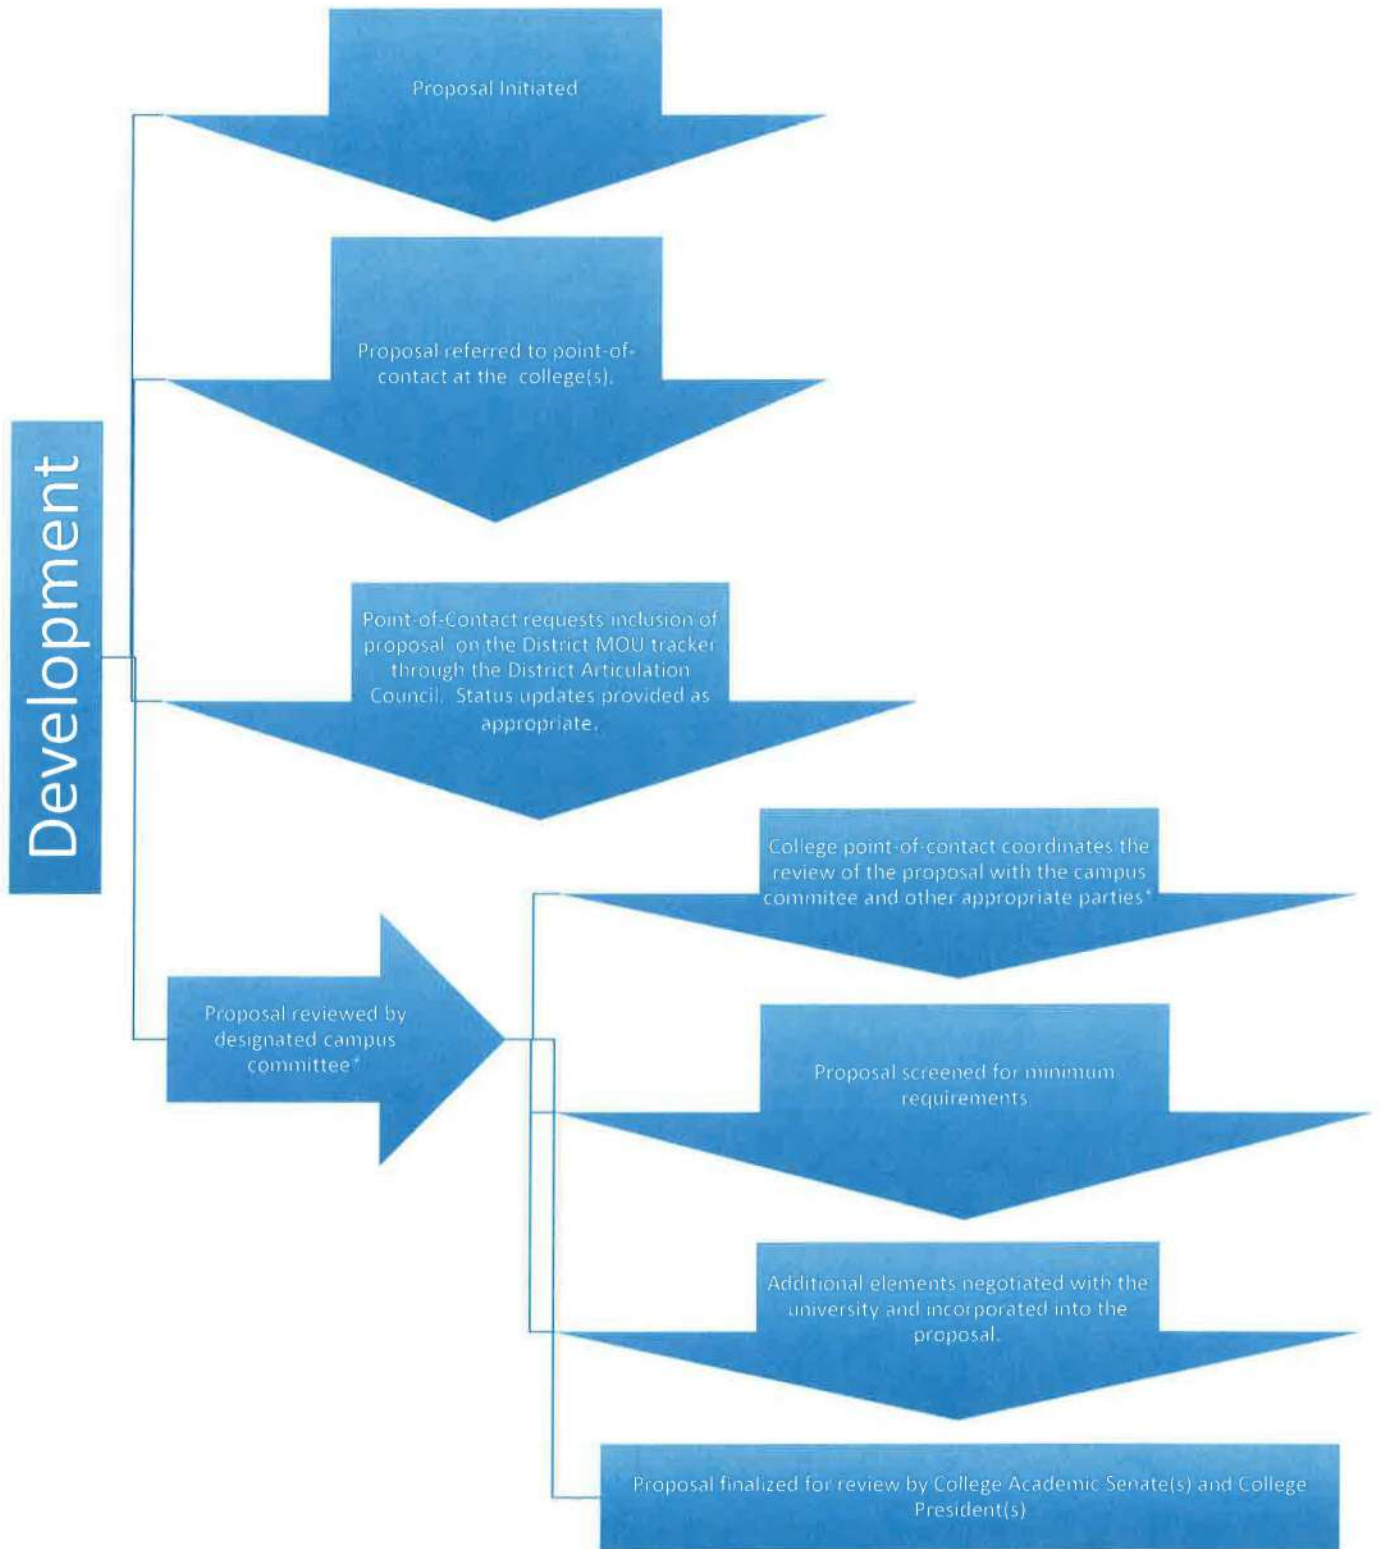 Proposal Initiated
Proposal referred to point-of-
contact at the college(s).
Development
Point-of-Contact requests inclusion of
proposal on the District MOU tracker
through the District Articulation
Council. Status updates provided as
appropriate.
College point-of-contact coordinates the
review of the proposal with the campus
commitee and other appropriate parties*
Proposal reviewed by
designated campus
committee*
Proposal screened for minimum
requirements
Additional elements negotiated with the
university and incorporated into the
proposal.
Proposal finalized for review by College Academic Senate(s) and College
President(s)